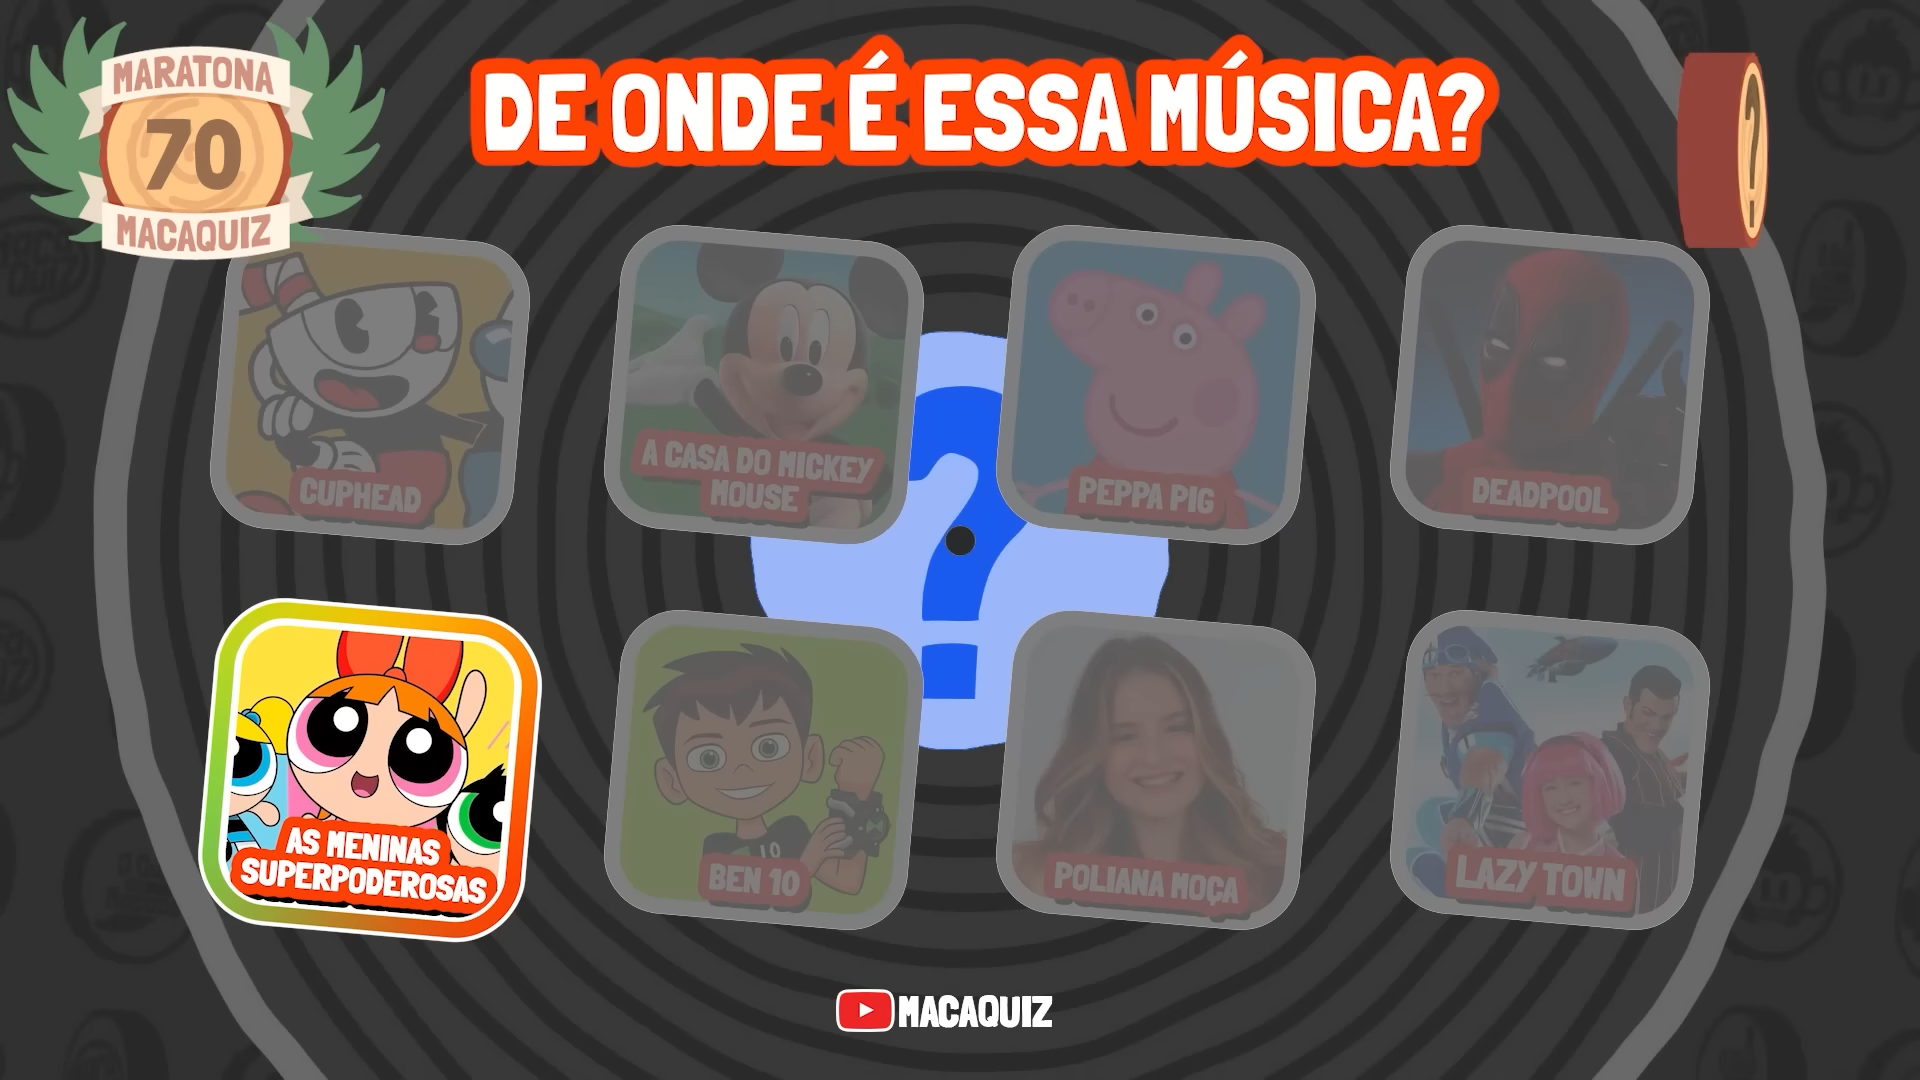 MARATONA
70
MACAQUIZ
DE ONDE É ESSA MÚSICA?
?
CUPHEAD
A CASA DO MICKEY
MOUSE
PEPPA PIG
DEADPOOL
?
AS MENINAS
SUPERPODEROSAS
10
BEN 10
POLIANA MOÇA
LAZY TOWN
MACAQUIZ